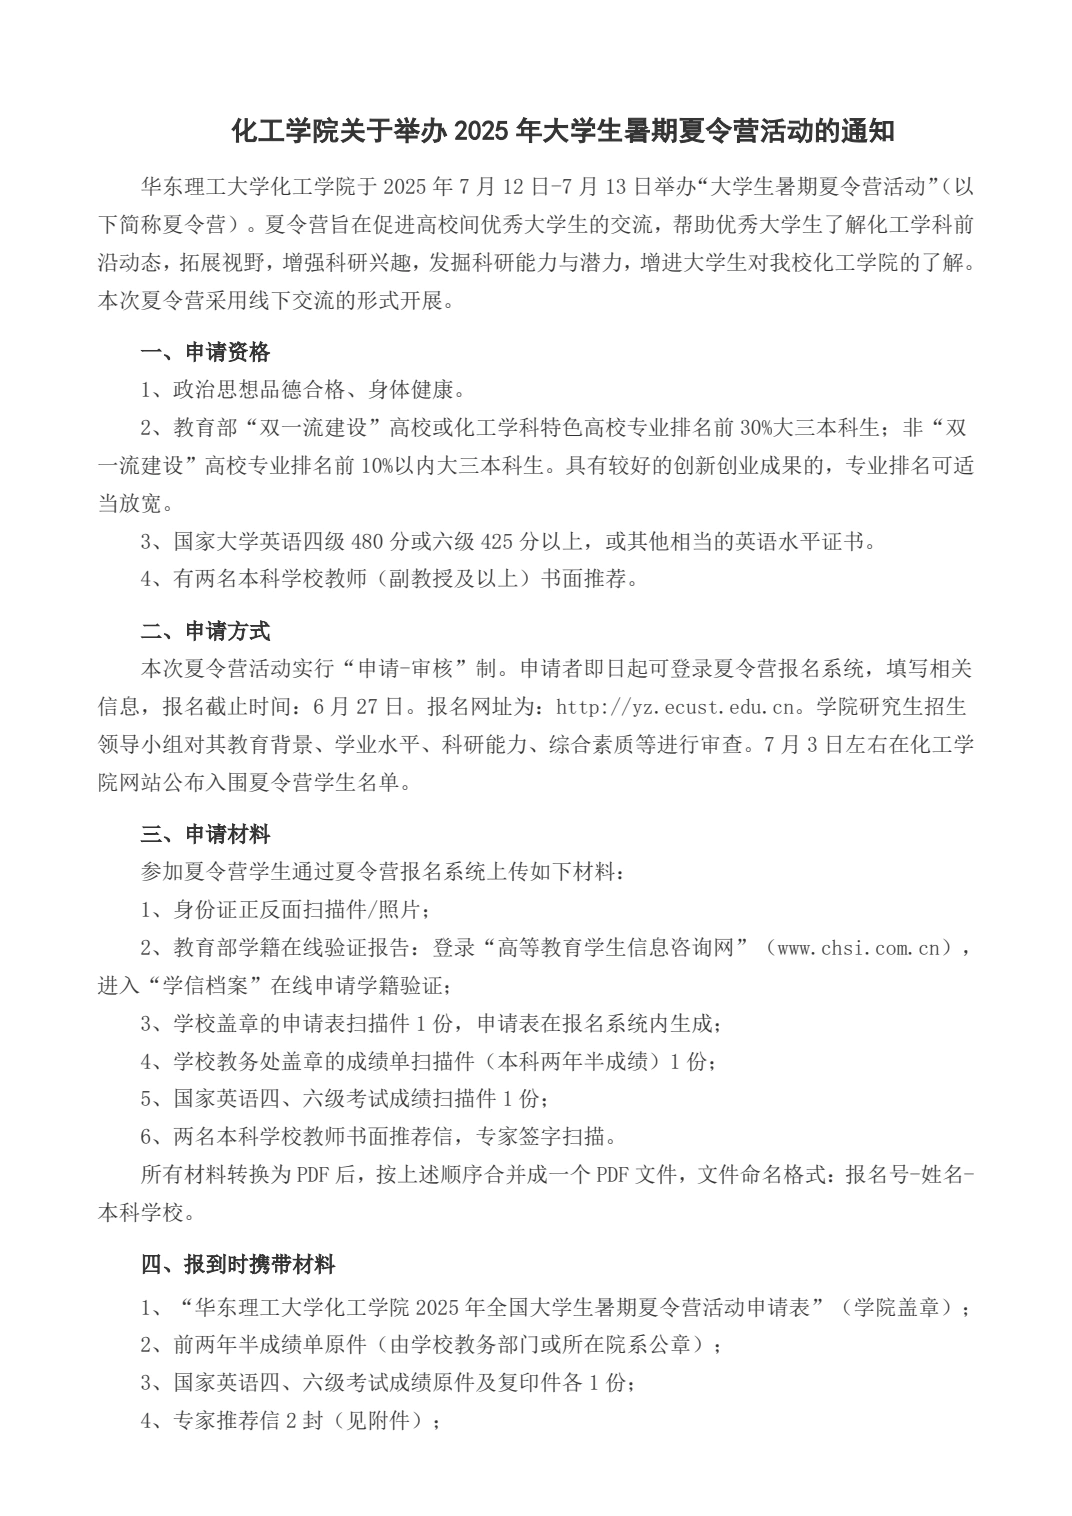 化工学院关于举办 2025 年大学生暑期夏令营活动的通知
华东理工大学化工学院于 2025 年 7 月 12 日-7 月 13 日举办“大学生暑期夏令营活动”（以
下简称夏令营）。夏令营旨在促进高校间优秀大学生的交流，帮助优秀大学生了解化工学科前
沿动态，拓展视野，增强科研兴趣，发掘科研能力与潜力，增进大学生对我校化工学院的了解。
本次夏令营采用线下交流的形式开展。
一、申请资格
1、政治思想品德合格、身体健康。
2、教育部“双一流建设”高校或化工学科特色高校专业排名前 30%大三本科生；非“双
一流建设”高校专业排名前 10%以内大三本科生。具有较好的创新创业成果的，专业排名可适
当放宽。
3、国家大学英语四级 480 分或六级 425 分以上，或其他相当的英语水平证书。
4、有两名本科学校教师（副教授及以上）书面推荐。
二、申请方式
本次夏令营活动实行“申请-审核”制。申请者即日起可登录夏令营报名系统，填写相关
信息，报名截止时间：6 月 27 日。报名网址为：http://yz.ecust.edu.cn。学院研究生招生
领导小组对其教育背景、学业水平、科研能力、综合素质等进行审查。7 月 3 日左右在化工学
院网站公布入围夏令营学生名单。
三、申请材料
参加夏令营学生通过夏令营报名系统上传如下材料：
1、身份证正反面扫描件/照片；
2、教育部学籍在线验证报告：登录“高等教育学生信息咨询网”（www.chsi.com.cn），
进入“学信档案”在线申请学籍验证；
3、学校盖章的申请表扫描件 1 份，申请表在报名系统内生成；
4、学校教务处盖章的成绩单扫描件（本科两年半成绩）1 份；
5、国家英语四、六级考试成绩扫描件 1 份；
6、两名本科学校教师书面推荐信，专家签字扫描。
所有材料转换为 PDF 后，按上述顺序合并成一个 PDF 文件，文件命名格式：报名号-姓名-
本科学校。
四、报到时携带材料
1、“华东理工大学化工学院 2025 年全国大学生暑期夏令营活动申请表”（学院盖章）；
2、前两年半成绩单原件（由学校教务部门或所在院系公章）；
3、国家英语四、六级考试成绩原件及复印件各 1 份；
4、专家推荐信 2 封（见附件）；